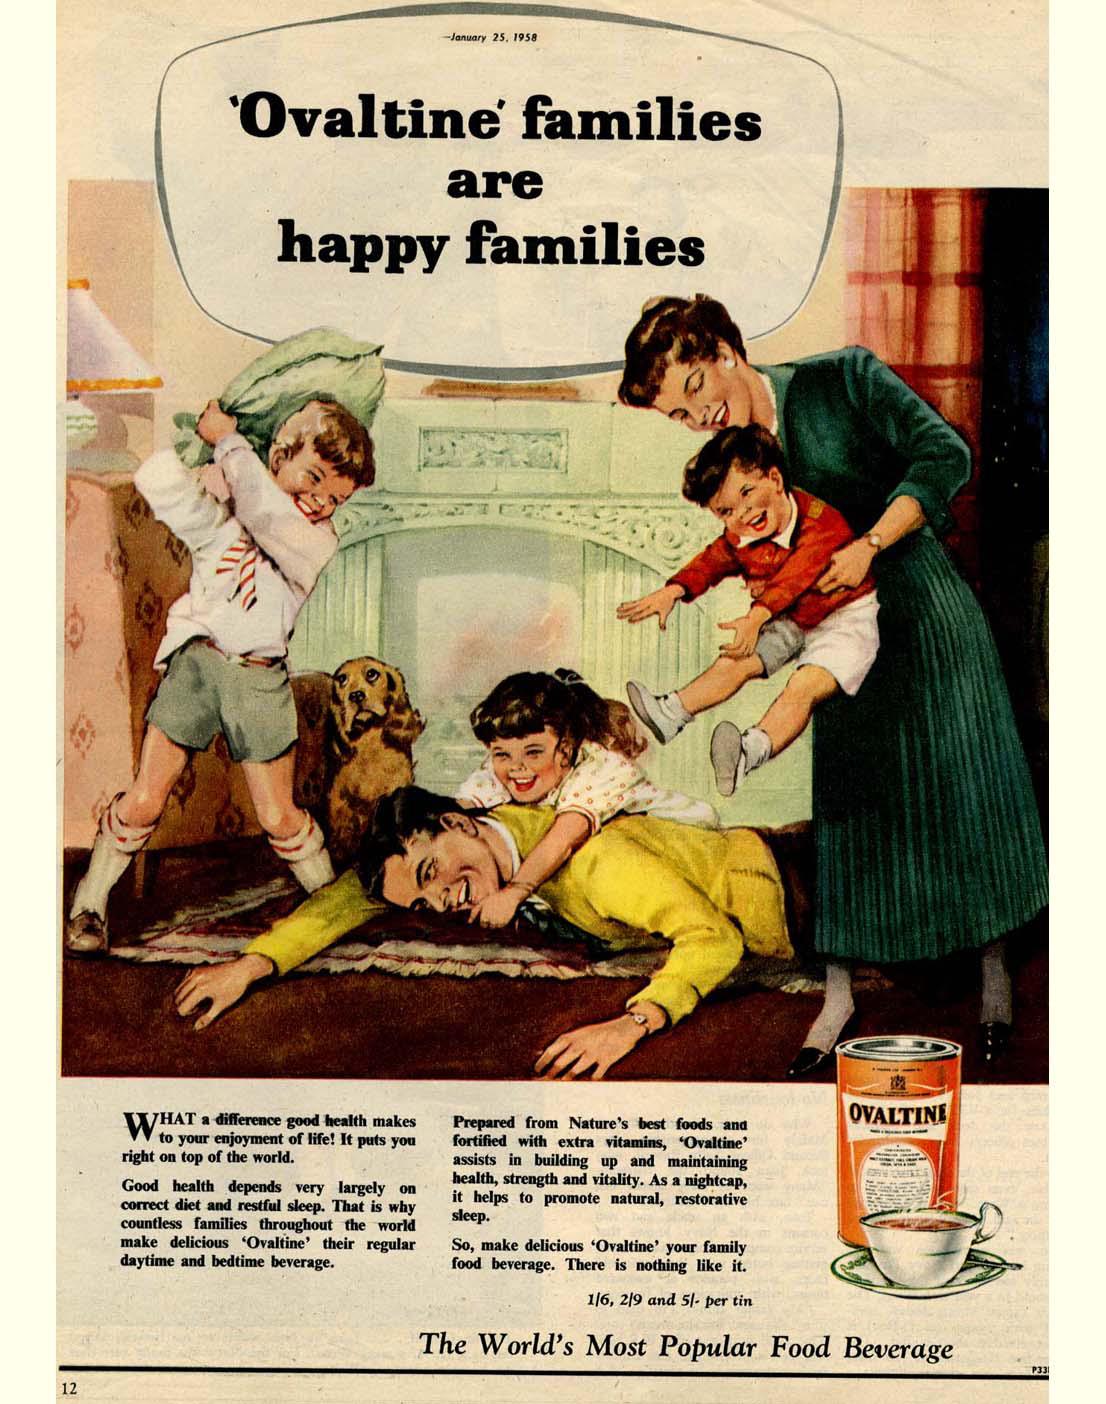 —January 25, 1958
'Ovaltine' families
are
happy families
WHAT a difference good health makes
to your enjoyment of life! It puts you
right on top of the world.
Good health depends very largely on
correct diet and restful sleep. That is why
countless families throughout the world
make delicious 'Ovaltine' their regular
daytime and bedtime beverage.
Prepared from Nature's best foods and
fortified with extra vitamins, 'Ovaltine'
assists in building up and maintaining
health, strength and vitality. As a nightcap,
it helps to promote natural, restorative
sleep.
So, make delicious 'Ovaltine' your family
food beverage. There is nothing like it.
1/6, 2/9 and 5/- per tin
OVALTINE
The World's Most Popular Food Beverage
12